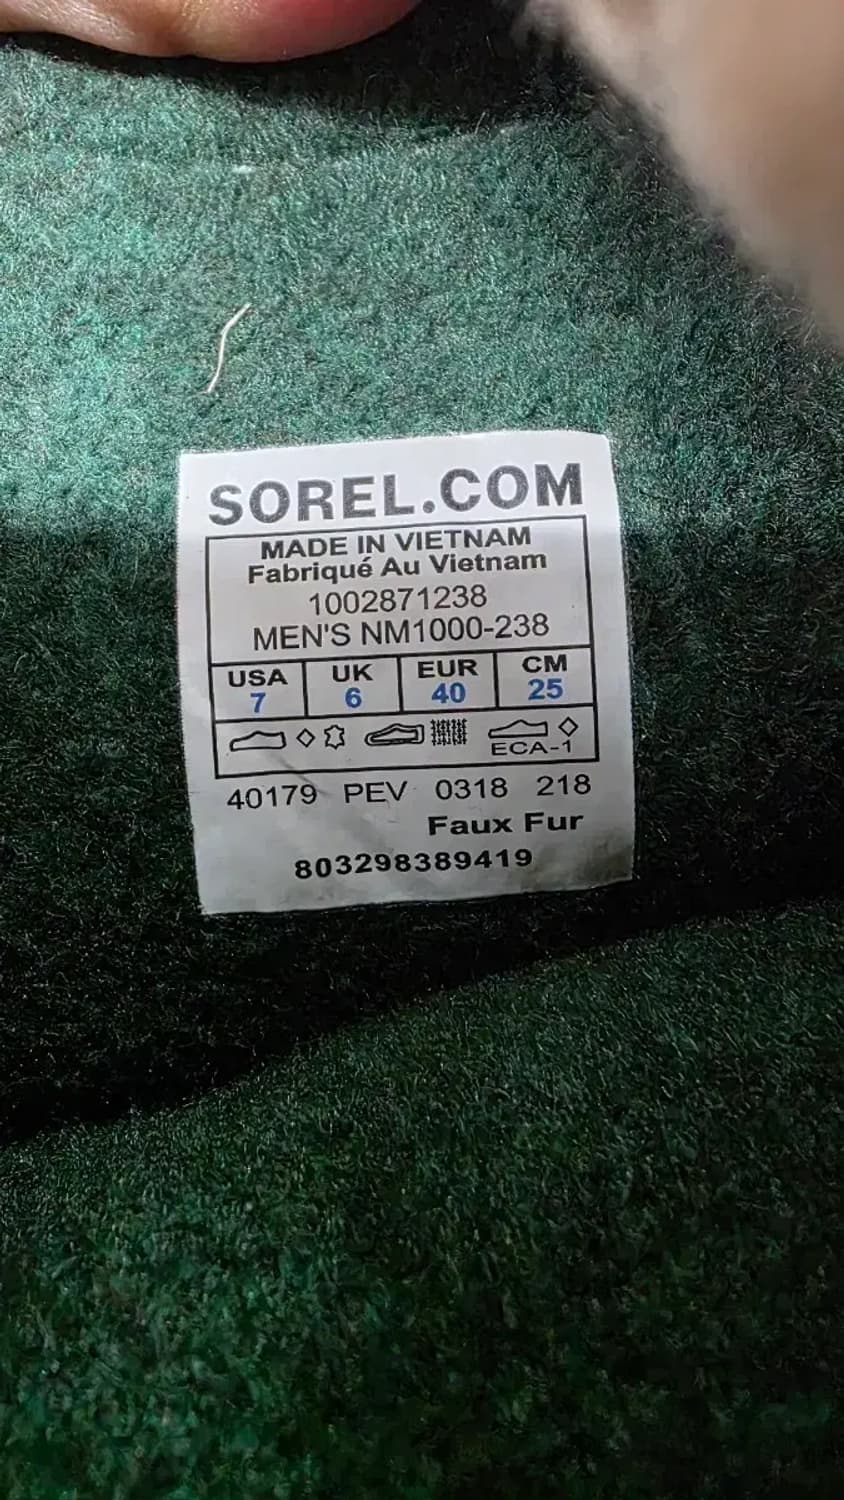 SOREL.COM
MADE IN VIETNAM
Fabriqué Au Vietnam
1002871238
MEN'S NM1000-238
USA UK EUR CM
7 6 40 25
ECA-1
40179 PEV 0318 218
Faux Fur
803298389419